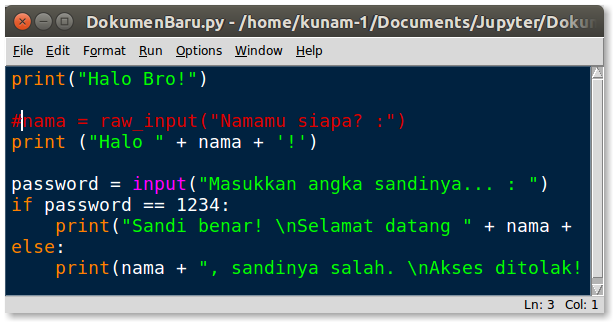 DokumenBaru.py - /home/kunam-1/Documents/Jupyter/Dokun
File Edit Format Run Options Window Help
print("Halo Bro!")
#nama = raw_input("Namamu siapa? :")
print ("Halo " + nama + '!')
password = input("Masukkan angka sandinya... : ")
if password == 1234:
    print("Sandi benar! \nSelamat datang " + nama +
else:
    print(nama + ", sandinya salah. \nAkses ditolak!
Ln: 3 Col: 1